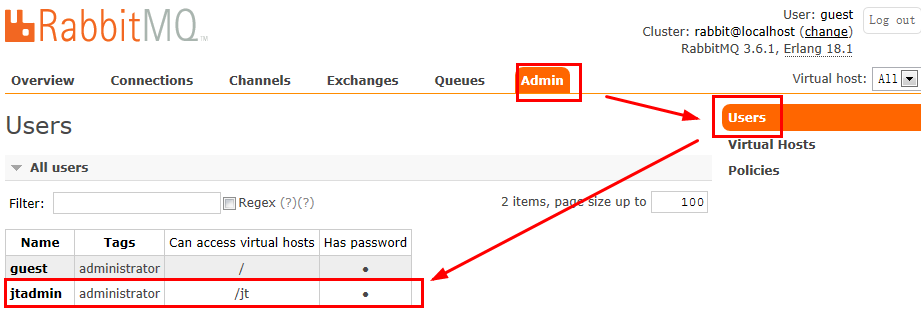 RabbitMQ TM
User: guest
Log out
Cluster: rabbit@localhost (change)
RabbitMQ 3.6.1, Erlang 18.1
Overview Connections Channels Exchanges Queues Admin
Virtual host: All
Users
Users
Virtual Hosts
Policies
All users
Filter: Regex (?)(?)
2 items, page size up to 100
Name Tags Can access virtual hosts Has password
guest administrator / •
jtadmin administrator /jt •